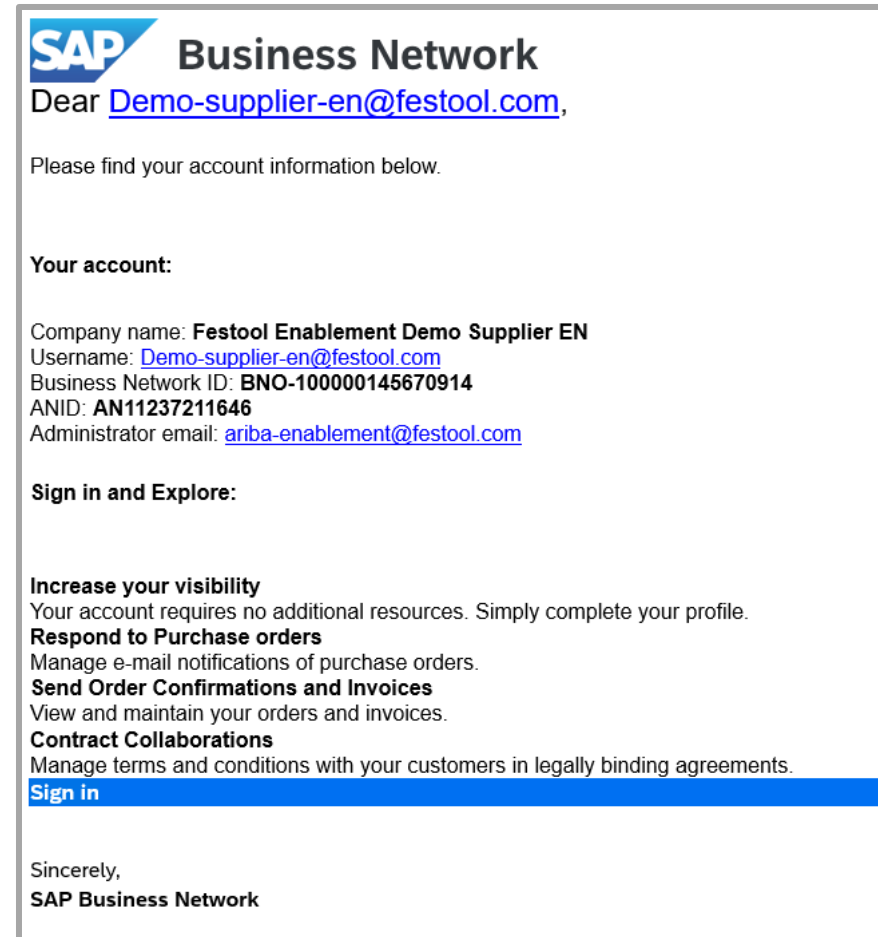 SAP Business Network
Dear Demo-supplier-en@festool.com,
Please find your account information below.
Your account:
Company name: Festool Enablement Demo Supplier EN
Username: Demo-supplier-en@festool.com
Business Network ID: BNO-100000145670914
ANID: AN11237211646
Administrator email: ariba-enablement@festool.com
Sign in and Explore:
Increase your visibility
Your account requires no additional resources. Simply complete your profile.
Respond to Purchase orders
Manage e-mail notifications of purchase orders.
Send Order Confirmations and Invoices
View and maintain your orders and invoices.
Contract Collaborations
Manage terms and conditions with your customers in legally binding agreements.
Sign in
Sincerely,
SAP Business Network